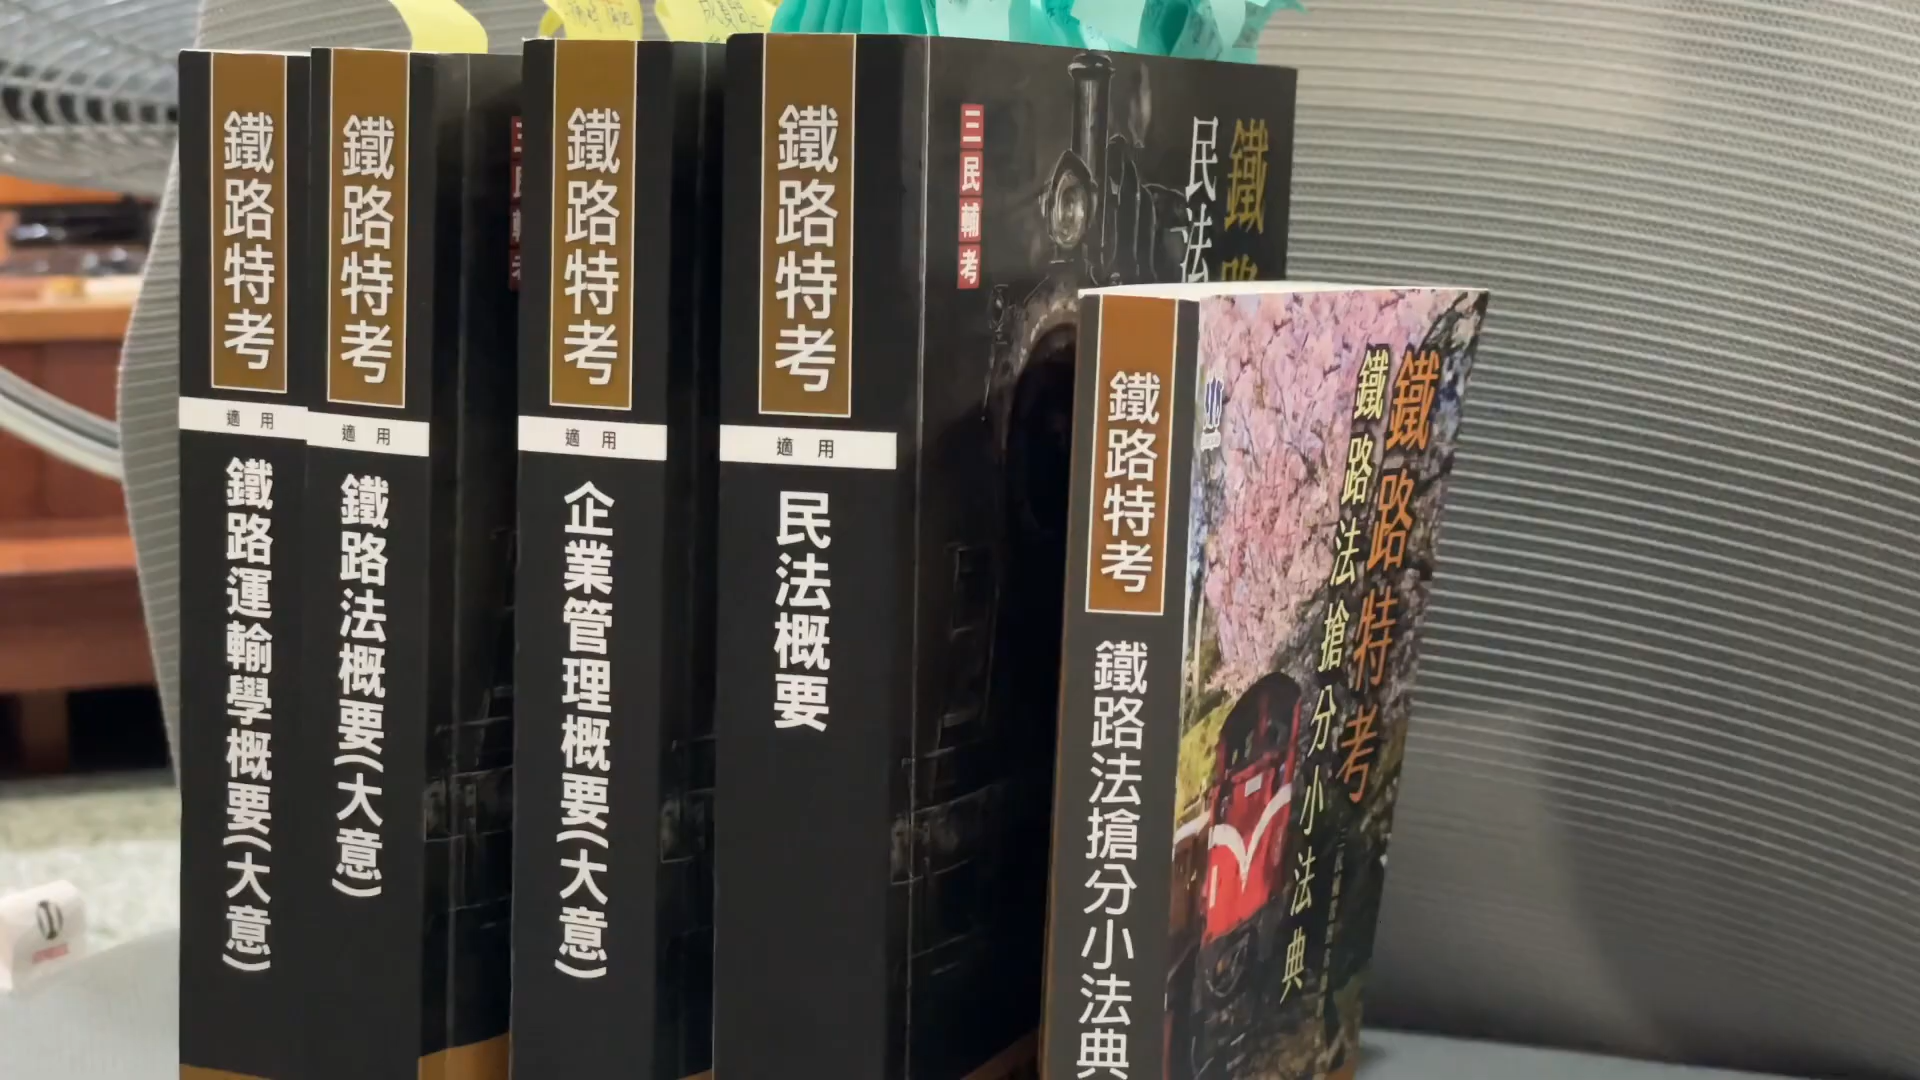 鐵路特考
適用
鐵路運輸學概要(大意)
鐵路特考
適用
鐵路法概要(大意)
鐵路特考
適用
企業管理概要(大意)
鐵路特考
適用
民法概要
三民輔考
鐵路
民法
鐵路特考
鐵路法搶分小法典
鐵路特考
鐵路法搶分小法典